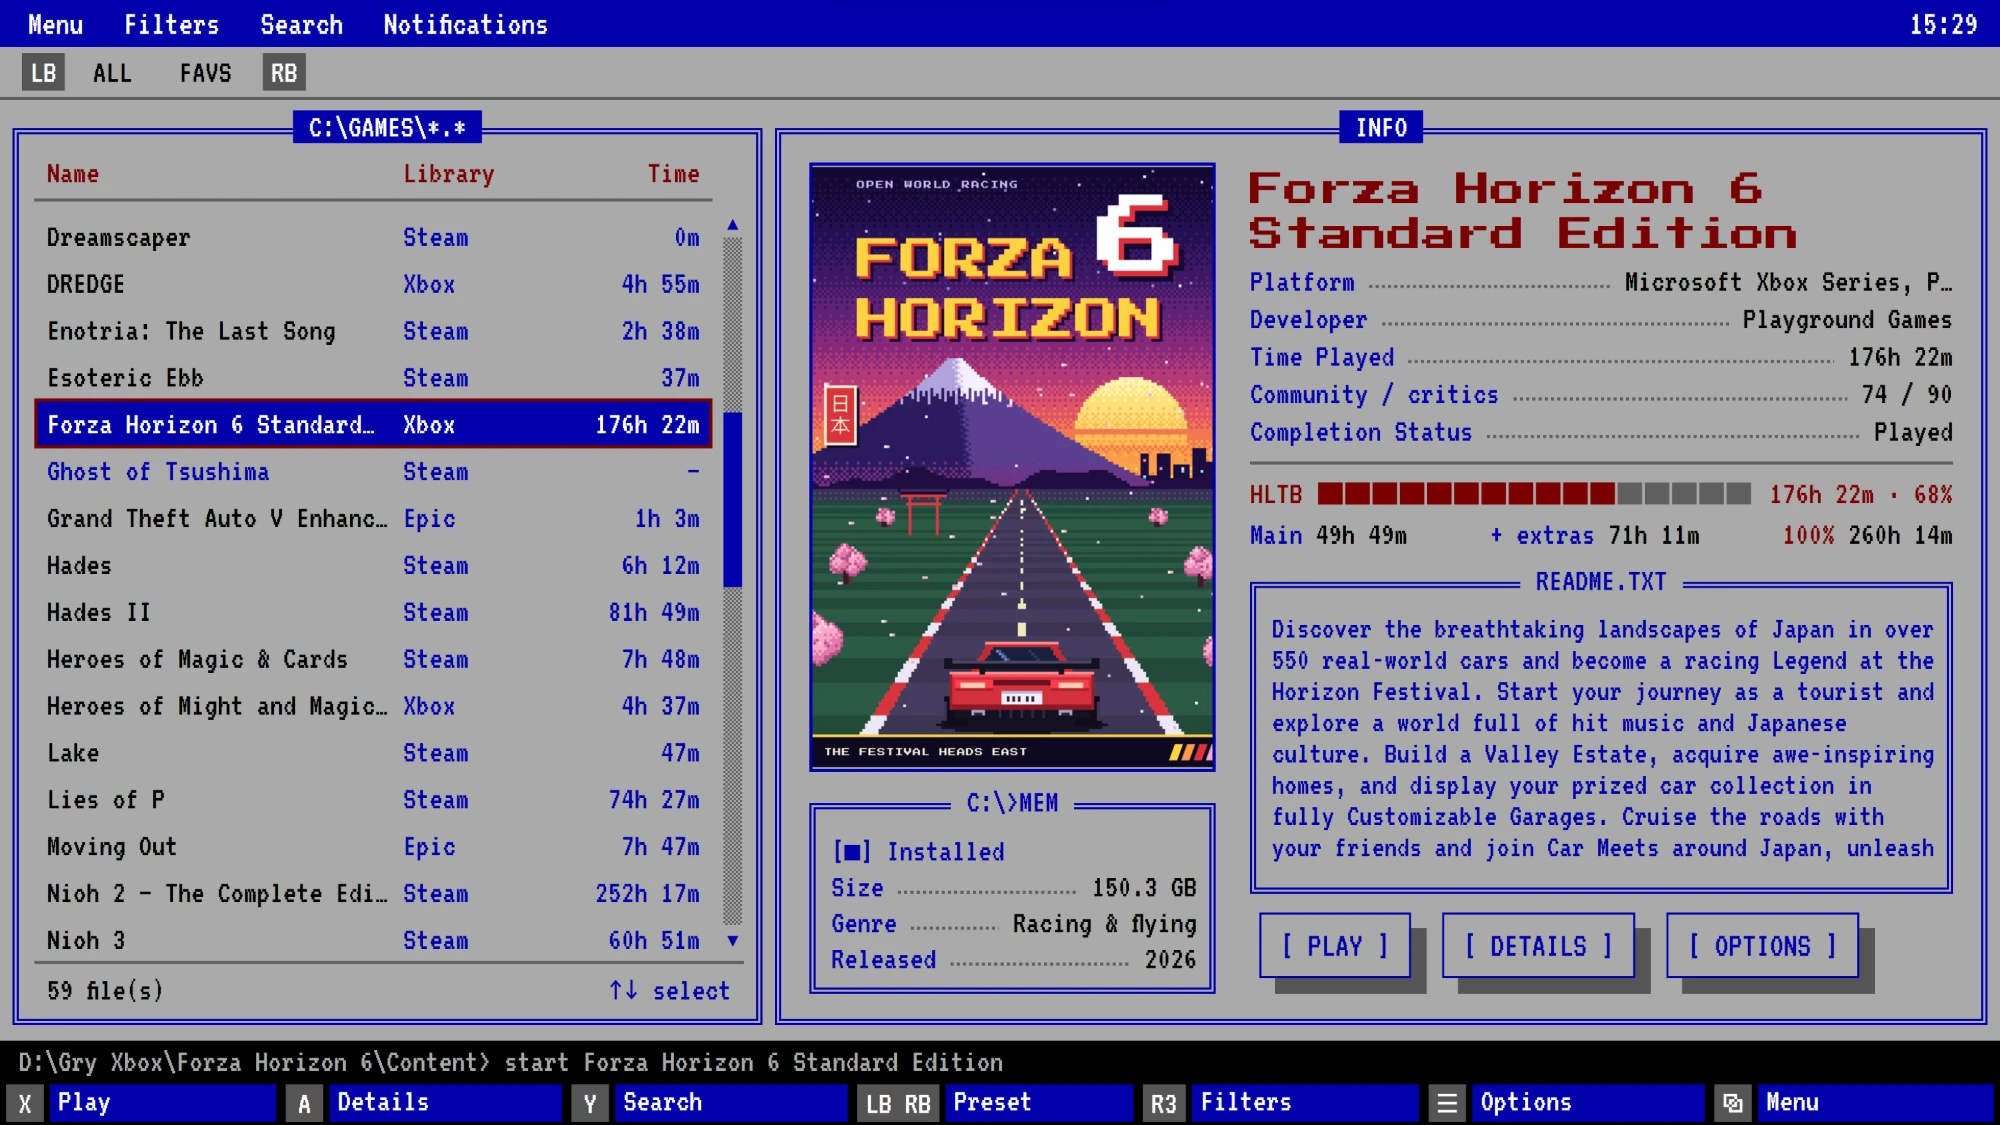 Menu Filters Search Notifications 15:29
LB ALL FAVS RB
C:\GAMES\*.*
Name Library Time
Dreamscaper Steam 0m
DREDGE Xbox 4h 55m
Enotria: The Last Song Steam 2h 38m
Esoteric Ebb Steam 37m
Forza Horizon 6 Standard… Xbox 176h 22m
Ghost of Tsushima Steam –
Grand Theft Auto V Enhanc… Epic 1h 3m
Hades Steam 6h 12m
Hades II Steam 81h 49m
Heroes of Magic & Cards Steam 7h 48m
Heroes of Might and Magic… Xbox 4h 37m
Lake Steam 47m
Lies of P Steam 74h 27m
Moving Out Epic 7h 47m
Nioh 2 – The Complete Edi… Steam 252h 17m
Nioh 3 Steam 60h 51m
59 file(s) ↑↓ select
INFO
OPEN WORLD RACING
FORZA 6
HORIZON
日本
THE FESTIVAL HEADS EAST
C:\>MEM
[■] Installed
Size 150.3 GB
Genre Racing & flying
Released 2026
Forza Horizon 6
Standard Edition
Platform Microsoft Xbox Series, P…
Developer Playground Games
Time Played 176h 22m
Community / critics 74 / 90
Completion Status Played
HLTB 176h 22m · 68%
Main 49h 49m + extras 71h 11m 100% 260h 14m
README.TXT
Discover the breathtaking landscapes of Japan in over
550 real-world cars and become a racing Legend at the
Horizon Festival. Start your journey as a tourist and
explore a world full of hit music and Japanese
culture. Build a Valley Estate, acquire awe-inspiring
homes, and display your prized car collection in
fully Customizable Garages. Cruise the roads with
your friends and join Car Meets around Japan, unleash
[ PLAY ] [ DETAILS ] [ OPTIONS ]
D:\Gry Xbox\Forza Horizon 6\Content> start Forza Horizon 6 Standard Edition
X Play A Details Y Search LB RB Preset R3 Filters ☰ Options Menu